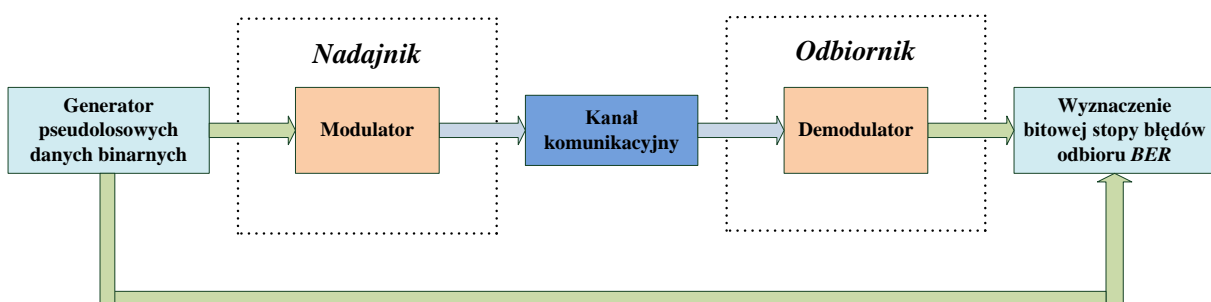 Nadajnik
Odbiornik
Generator
pseudolosowych
danych binarnych
Modulator
Kanał
komunikacyjny
Demodulator
Wyznaczenie
bitowej stopy błędów
odbioru BER